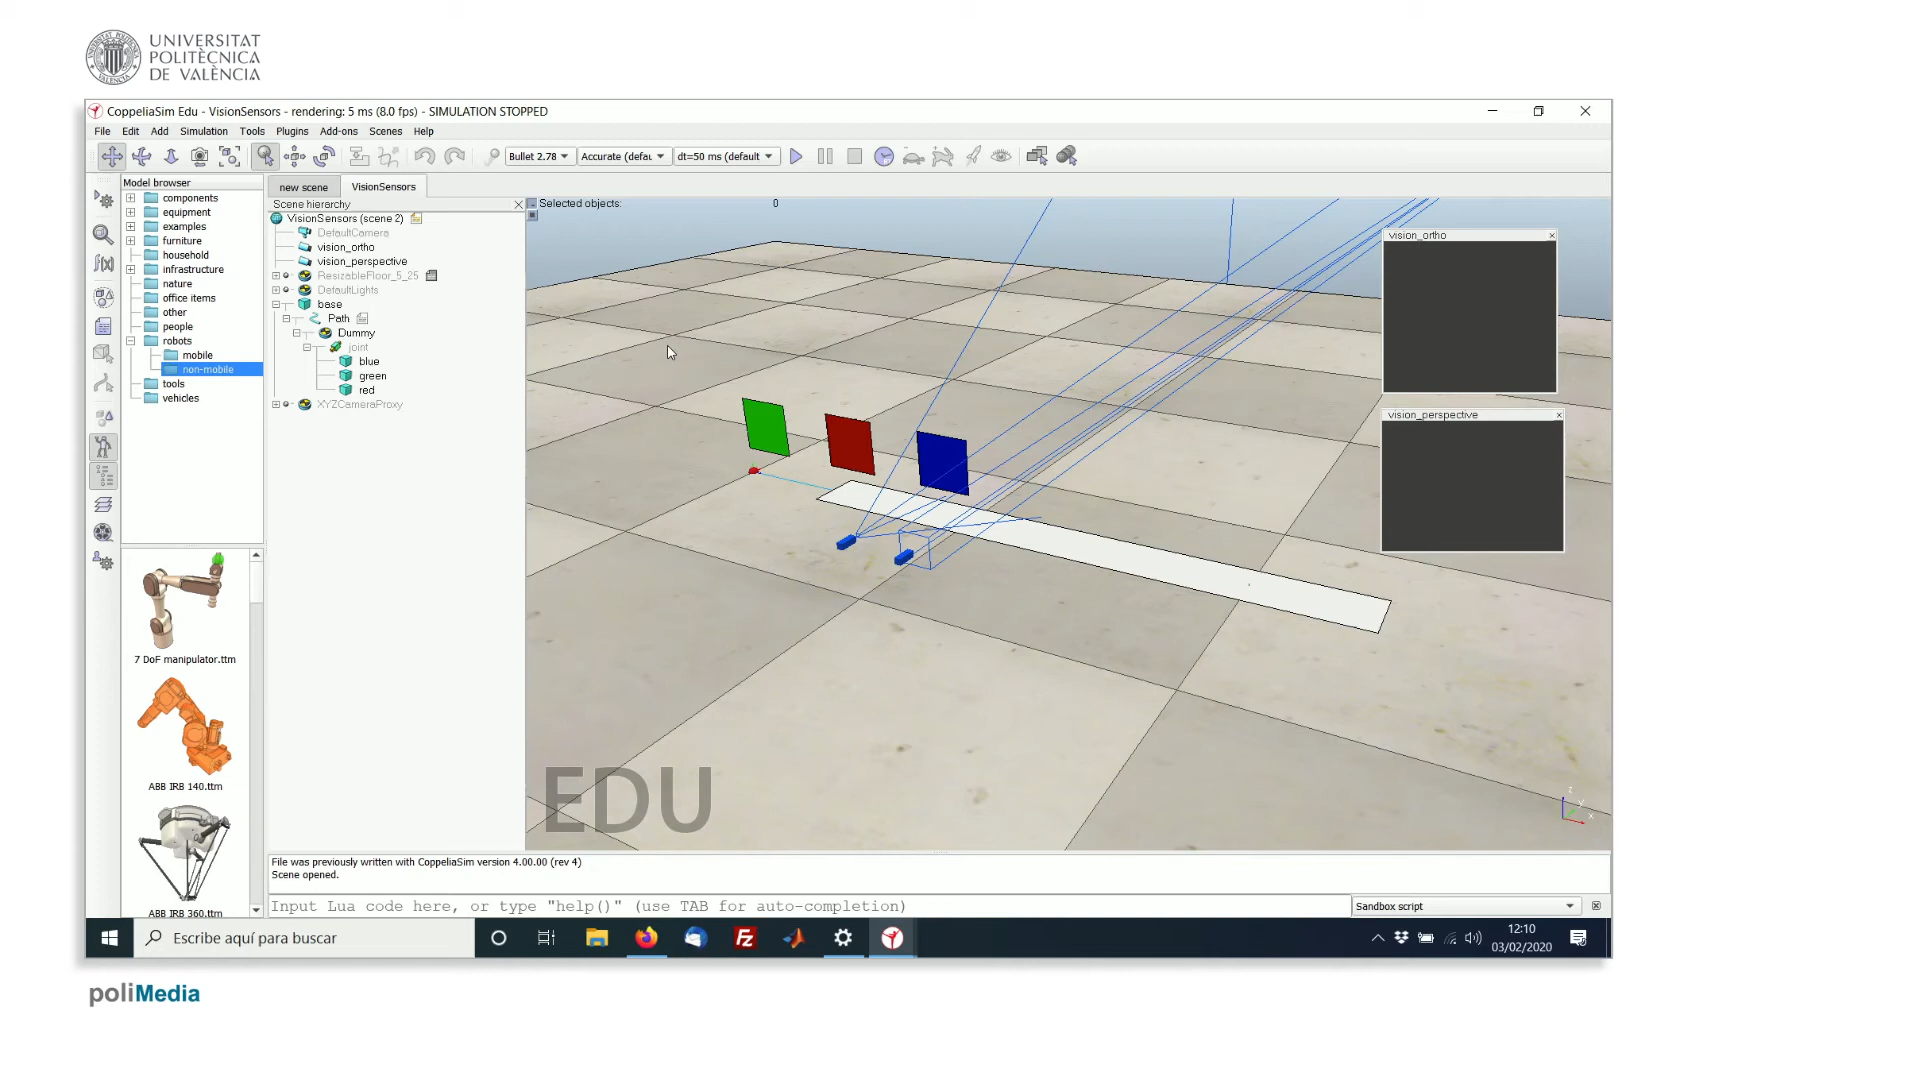 UNIVERSITAT
POLITÈCNICA
DE VALÈNCIA
CoppeliaSim Edu - VisionSensors - rendering: 5 ms (8.0 fps) - SIMULATION STOPPED
File Edit Add Simulation Tools Plugins Add-ons Scenes Help
Bullet 2.78 Accurate (defau dt=50 ms (default
Model browser
components
equipment
examples
furniture
household
infrastructure
nature
office items
other
people
robots
mobile
non-mobile
tools
vehicles
7 DoF manipulator.ttm
ABB IRB 140.ttm
ABB IRB 360.ttm
new scene VisionSensors
Scene hierarchy
VisionSensors (scene 2)
DefaultCamera
vision_ortho
vision_perspective
ResizableFloor_5_25
DefaultLights
base
Path
Dummy
joint
blue
green
red
XYZCameraProxy
Selected objects: 0
vision_ortho
vision_perspective
EDU
z
y
x
File was previously written with CoppeliaSim version 4.00.00 (rev 4)
Scene opened.
Input Lua code here, or type "help()" (use TAB for auto-completion)
Sandbox script
Escribe aquí para buscar
12:10
03/02/2020
poliMedia